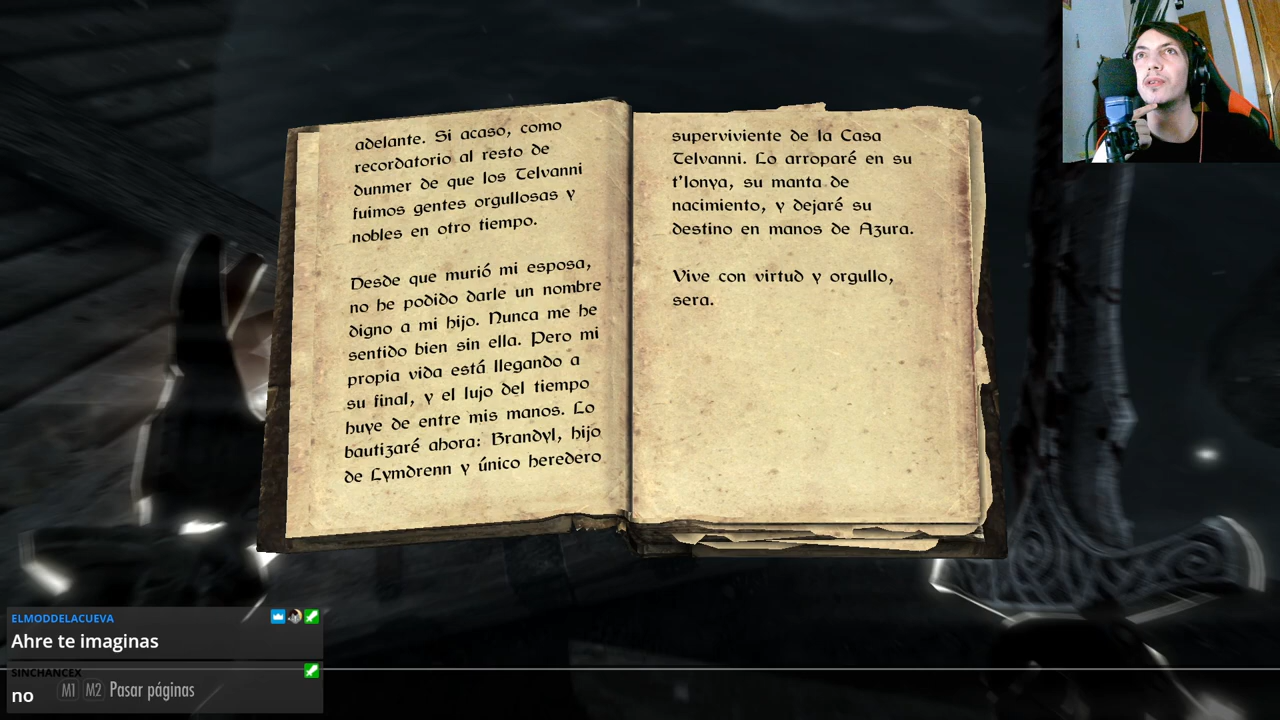 adelante. Si acaso, como
recordatorio al resto de
dunmer de que los Telvanni
fuimos gentes orgullosas y
nobles en otro tiempo.
Desde que murió mi esposa,
no he podido darle un nombre
digno a mi hijo. Nunca me he
sentido bien sin ella. Pero mi
propia vida está llegando a
su final, y el lujo del tiempo
huye de entre mis manos. Lo
bautizaré ahora: Brandyl, hijo
de Lymdrenn y único heredero
superviviente de la Casa
Telvanni. Lo arroparé en su
t'lonya, su manta de
nacimiento, y dejaré su
destino en manos de Azura.
Vive con virtud y orgullo,
sera.
ELMODDELACUEVA
Ahre te imaginas
SINCHANCEX
no
M1 M2 Pasar páginas